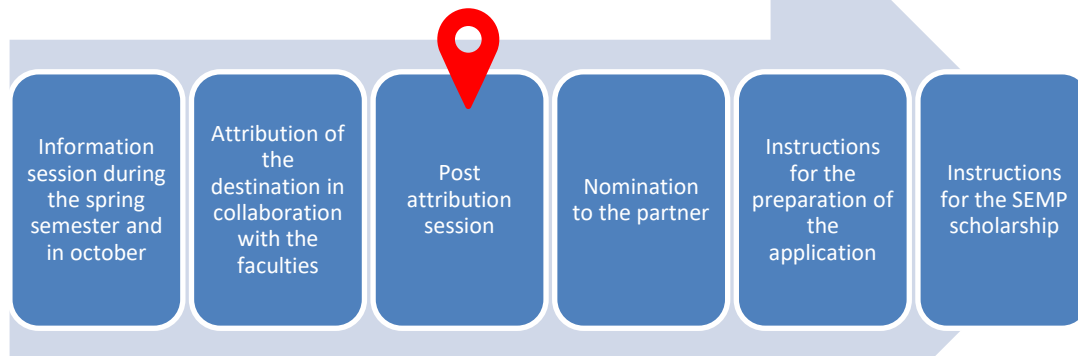 Information
session during
the spring
semester and
in october
Attribution of
the
destination in
collaboration
with the
faculties
Post
attribution
session
Nomination
to the partner
Instructions
for the
preparation of
the
application
Instructions
for the SEMP
scholarship